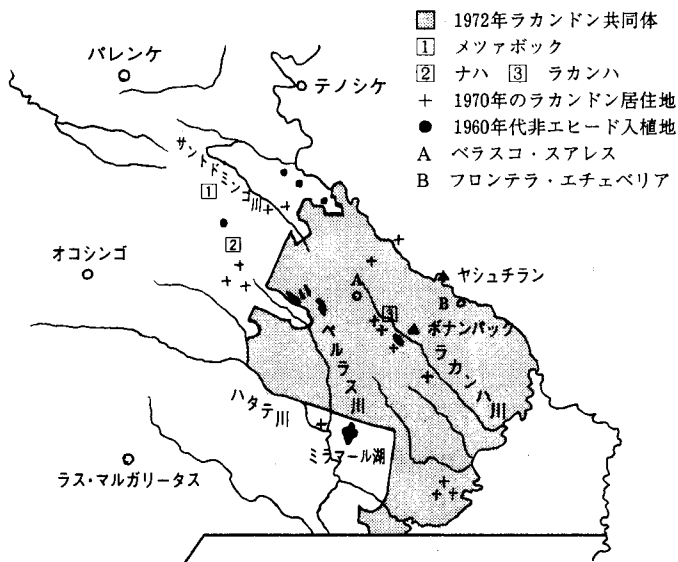 1972年ラカンドン共同体
1 メツァボック
2 ナハ 3 ラカンハ
+ 1970年のラカンドン居住地
● 1960年代非エヒード入植地
A ベラスコ・スアレス
B フロンテラ・エチェベリア
パレンケ
テノシケ
サントドミンゴ川
1
2
オコシンゴ
A
ヤシュチラン
B
3
ボナンパック
ペルラス川
ラカンハ川
ハタテ川
ミラマール湖
ラス・マルガリータス